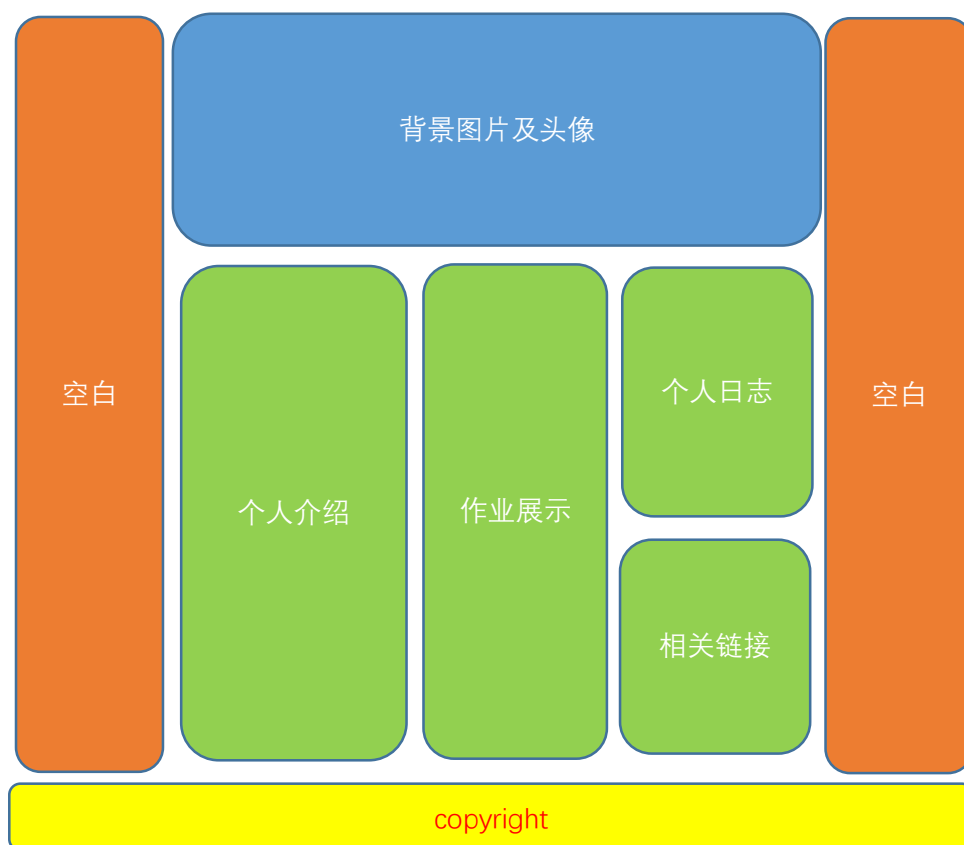 背景图片及头像
空白
个人介绍
作业展示
个人日志
相关链接
空白
copyright